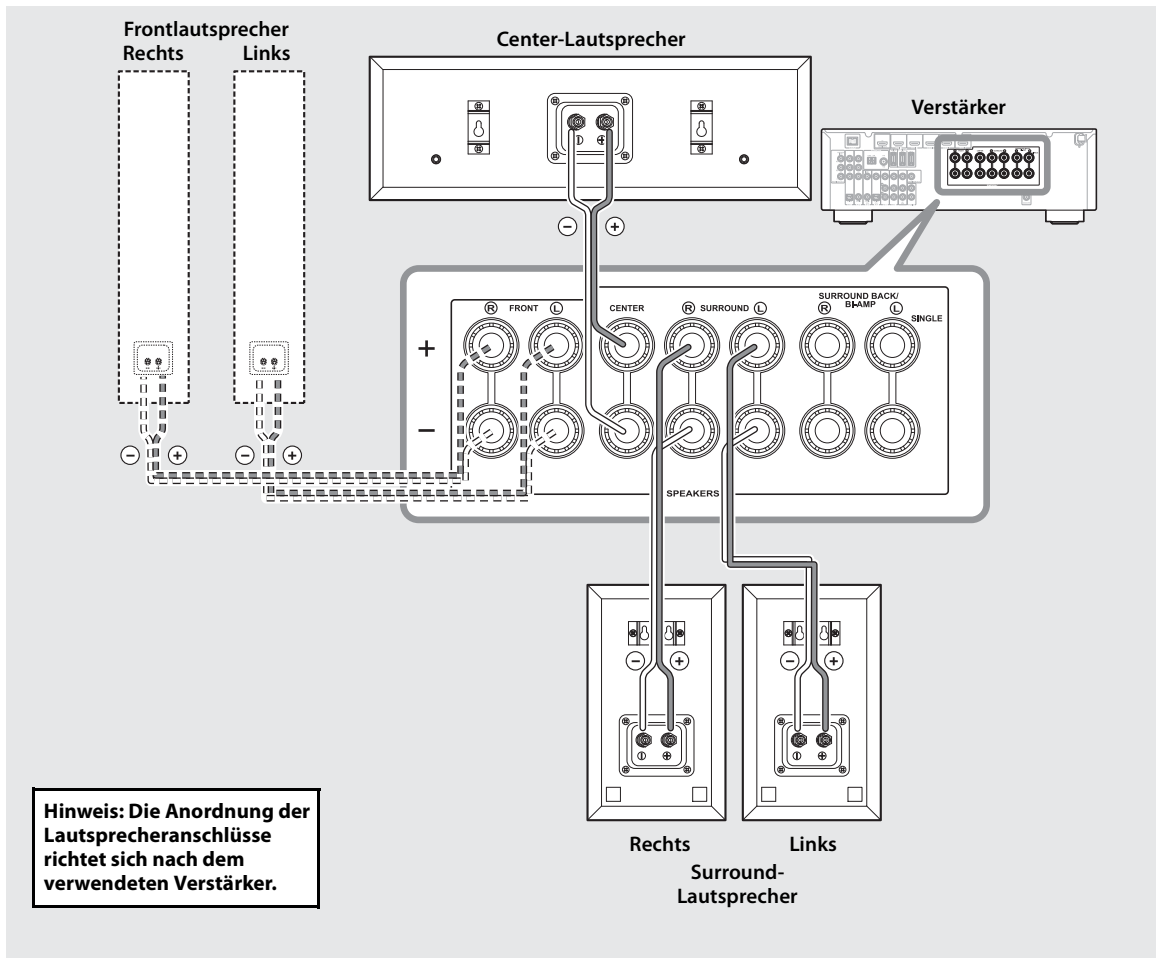 Frontlautsprecher
Rechts Links
Center-Lautsprecher
Verstärker
− +
R FRONT L CENTER R SURROUND L SURROUND BACK/
BI-AMP
R L SINGLE
+
−
− + − +
SPEAKERS
− + − +
Rechts Links
Surround-
Lautsprecher
Hinweis: Die Anordnung der
Lautsprecheranschlüsse
richtet sich nach dem
verwendeten Verstärker.